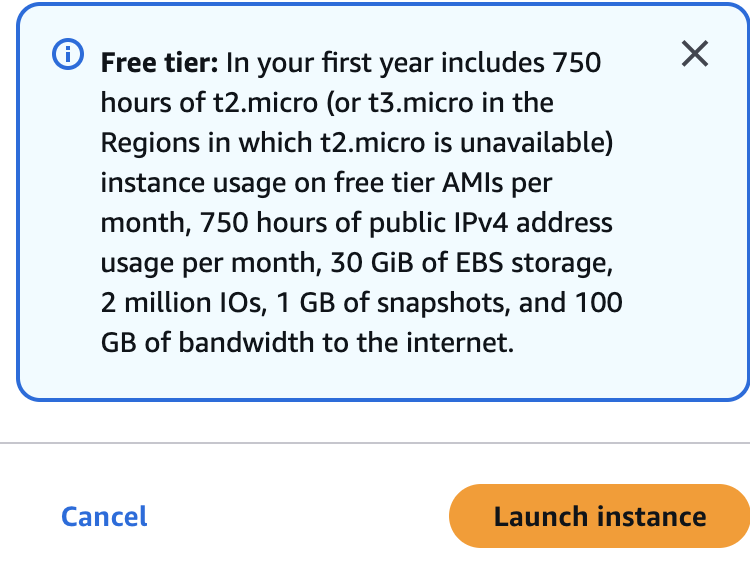 Free tier: In your first year includes 750
hours of t2.micro (or t3.micro in the
Regions in which t2.micro is unavailable)
instance usage on free tier AMIs per
month, 750 hours of public IPv4 address
usage per month, 30 GiB of EBS storage,
2 million IOs, 1 GB of snapshots, and 100
GB of bandwidth to the internet.
Cancel
Launch instance